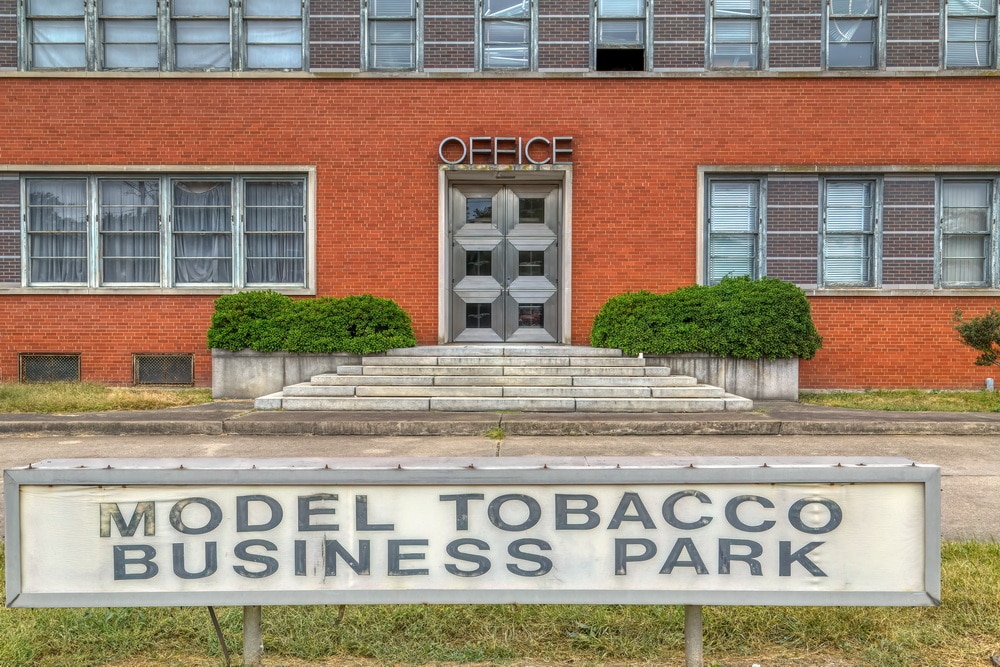 OFFICE
MODEL TOBACCO
BUSINESS PARK